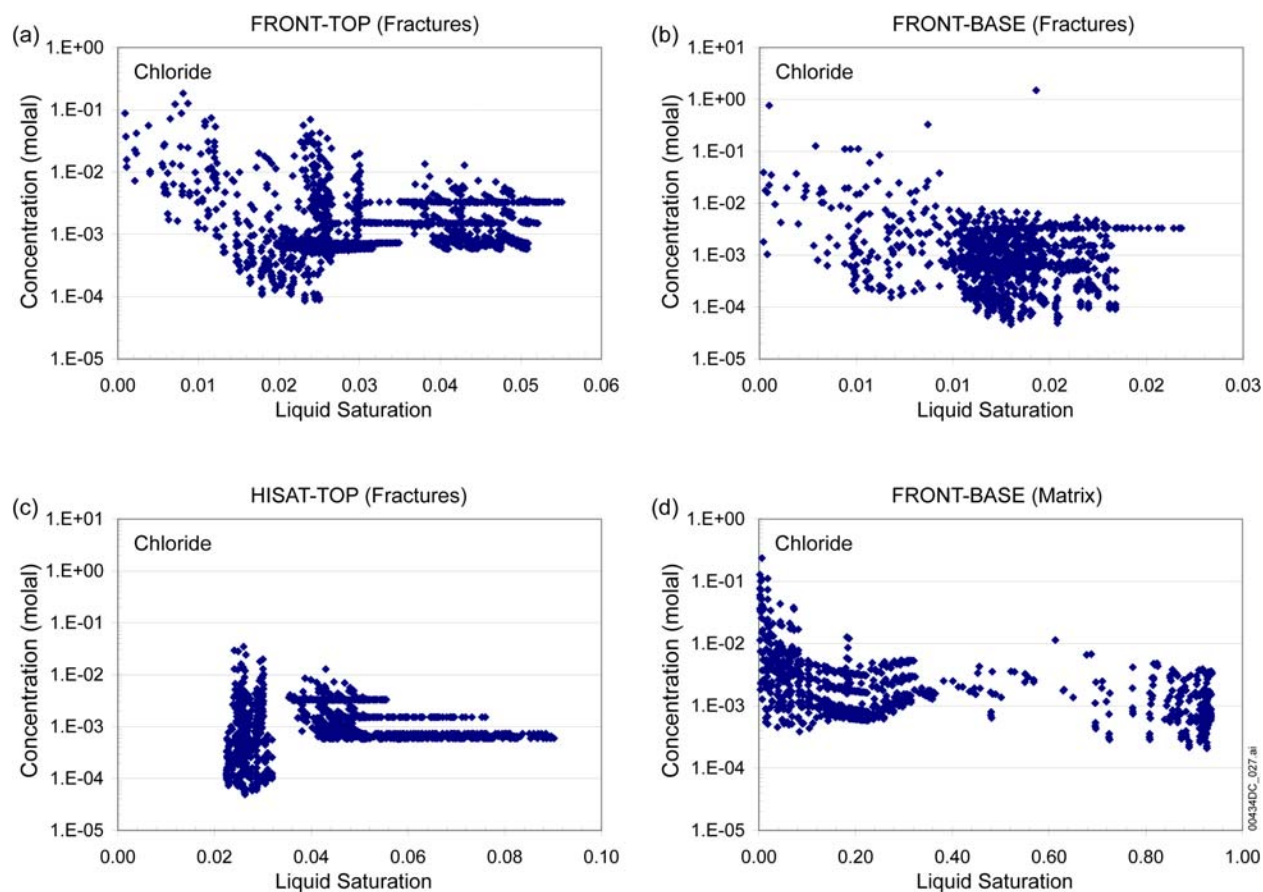 (a)
FRONT-TOP (Fractures)
Chloride
Concentration (molal)
1.E+00
1.E-01
1.E-02
1.E-03
1.E-04
1.E-05
0.00 0.01 0.02 0.03 0.04 0.05 0.06
Liquid Saturation
(b)
FRONT-BASE (Fractures)
Chloride
Concentration (molal)
1.E+01
1.E+00
1.E-01
1.E-02
1.E-03
1.E-04
1.E-05
0.00 0.01 0.01 0.02 0.02 0.03
Liquid Saturation
(c)
HISAT-TOP (Fractures)
Chloride
Concentration (molal)
1.E+01
1.E+00
1.E-01
1.E-02
1.E-03
1.E-04
1.E-05
0.00 0.02 0.04 0.06 0.08 0.10
Liquid Saturation
(d)
FRONT-BASE (Matrix)
Chloride
Concentration (molal)
1.E+00
1.E-01
1.E-02
1.E-03
1.E-04
1.E-05
0.00 0.20 0.40 0.60 0.80 1.00
Liquid Saturation
00434DC_027.ai